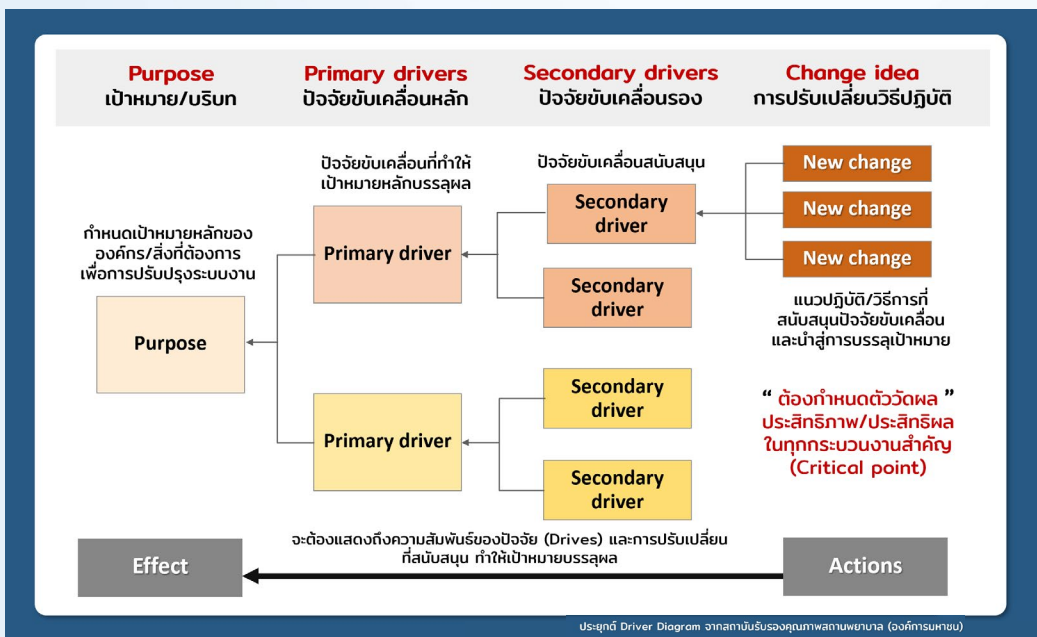 Purpose
เป้าหมาย/บริบท
Primary drivers
ปัจจัยขับเคลื่อนหลัก
Secondary drivers
ปัจจัยขับเคลื่อนรอง
Change idea
การปรับเปลี่ยนวิธีปฏิบัติ
กำหนดเป้าหมายหลักของ
องค์กร/สิ่งที่ต้องการ
เพื่อการปรับปรุงระบบงาน
Purpose
ปัจจัยขับเคลื่อนที่ทำให้
เป้าหมายหลักบรรลุผล
Primary driver
Primary driver
ปัจจัยขับเคลื่อนสนับสนุน
Secondary
driver
Secondary
driver
Secondary
driver
Secondary
driver
New change
New change
New change
แนวปฏิบัติ/วิธีการที่
สนับสนุนปัจจัยขับเคลื่อน
และนำสู่การบรรลุเป้าหมาย
“ ต้องกำหนดตัววัดผล ”
ประสิทธิภาพ/ประสิทธิผล
ในทุกกระบวนงานสำคัญ
(Critical point)
จะต้องแสดงถึงความสัมพันธ์ของปัจจัย (Drives) และการปรับเปลี่ยน
ที่สนับสนุน ทำให้เป้าหมายบรรลุผล
Effect
Actions
ประยุกต์ Driver Diagram จากสถาบันรับรองคุณภาพสถานพยาบาล (องค์การมหาชน)